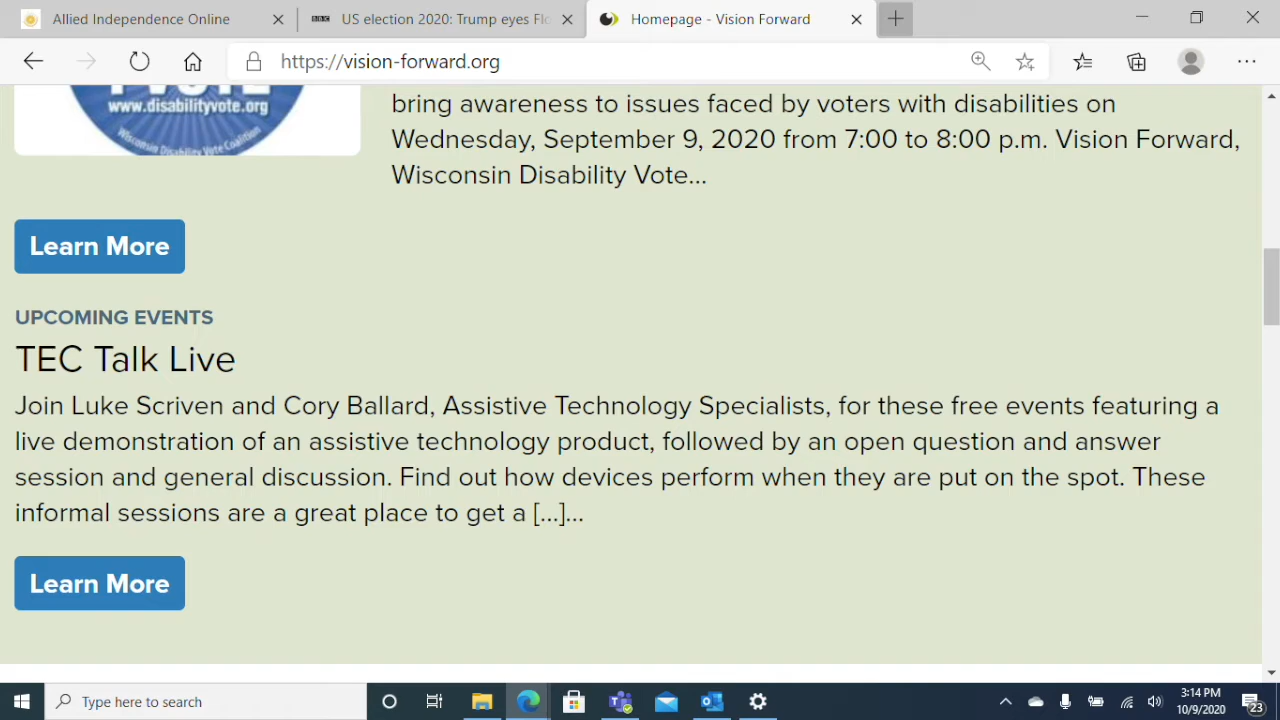 Allied Independence Online
BBC
US election 2020: Trump eyes Flo
Homepage - Vision Forward
https://vision-forward.org
www.disabilityvote.org
Wisconsin Disability Vote Coalition
bring awareness to issues faced by voters with disabilities on
Wednesday, September 9, 2020 from 7:00 to 8:00 p.m. Vision Forward,
Wisconsin Disability Vote...
Learn More
UPCOMING EVENTS
TEC Talk Live
Join Luke Scriven and Cory Ballard, Assistive Technology Specialists, for these free events featuring a
live demonstration of an assistive technology product, followed by an open question and answer
session and general discussion. Find out how devices perform when they are put on the spot. These
informal sessions are a great place to get a [...]...
Learn More
Type here to search
3:14 PM
10/9/2020
23